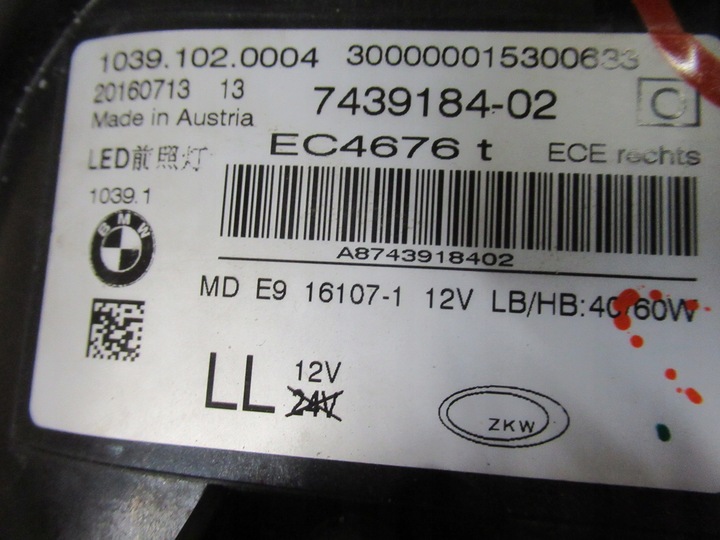 1039.102.0004 300000015300633
20160713 13 7439184-02 C
Made in Austria
EC4676 t ECE rechts
LED前照灯
1039.1
BMW
A8743918402
MD E9 16107-1 12V LB/HB:40/60W
LL 12V
24V
ZKW